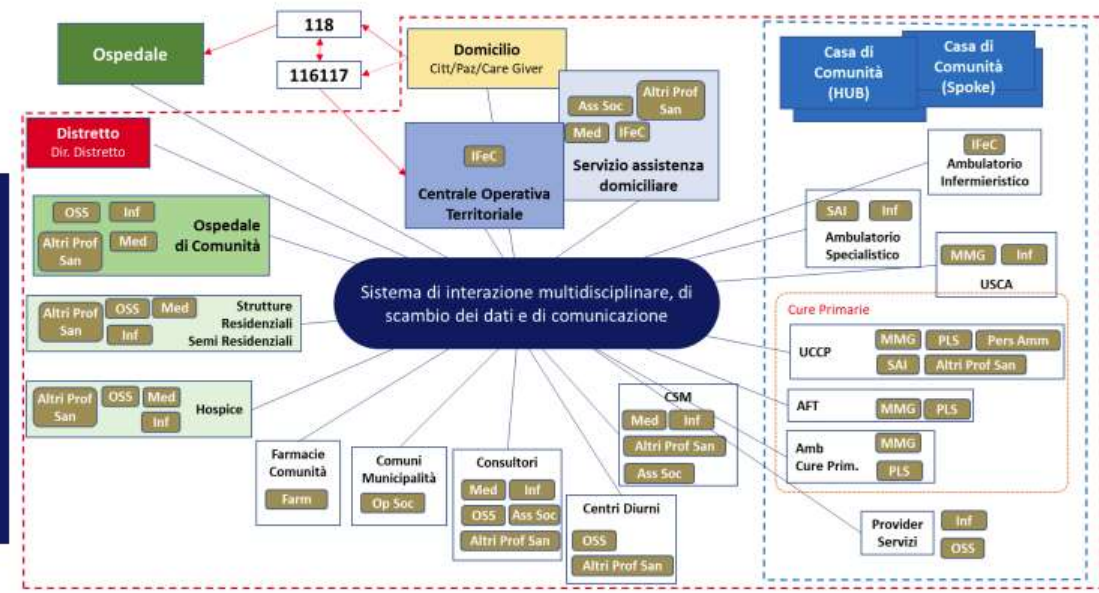 Ospedale
118
116117
Domicilio
Citt/Paz/Care Giver
Ass Soc
Altri Prof
San
Med
IFeC
Servizio assistenza
domiciliare
IFeC
Centrale Operativa
Territoriale
Casa di
Comunità
(HUB)
Casa di
Comunità
(Spoke)
Distretto
Dir. Distretto
OSS
Inf
Altri Prof
San
Med
Ospedale
di Comunità
Altri Prof
San
OSS
Med
Inf
Strutture
Residenziali
Semi Residenziali
Altri Prof
San
OSS
Med
Inf
Hospice
Sistema di interazione multidisciplinare, di
scambio dei dati e di comunicazione
IFeC
Ambulatorio
Infermieristico
SAI
Inf
Ambulatorio
Specialistico
MMG
Inf
USCA
Cure Primarie
UCCP
MMG
PLS
Pers Amm
SAI
Altri Prof San
AFT
MMG
PLS
Amb
Cure Prim.
MMG
PLS
Provider
Servizi
Inf
OSS
Farmacie
Comunità
Farm
Comuni
Municipalità
Op Soc
Consultori
Med
Inf
OSS
Ass Soc
Altri Prof San
Centri Diurni
OSS
Altri Prof San
CSM
Med
Inf
Altri Prof San
Ass Soc